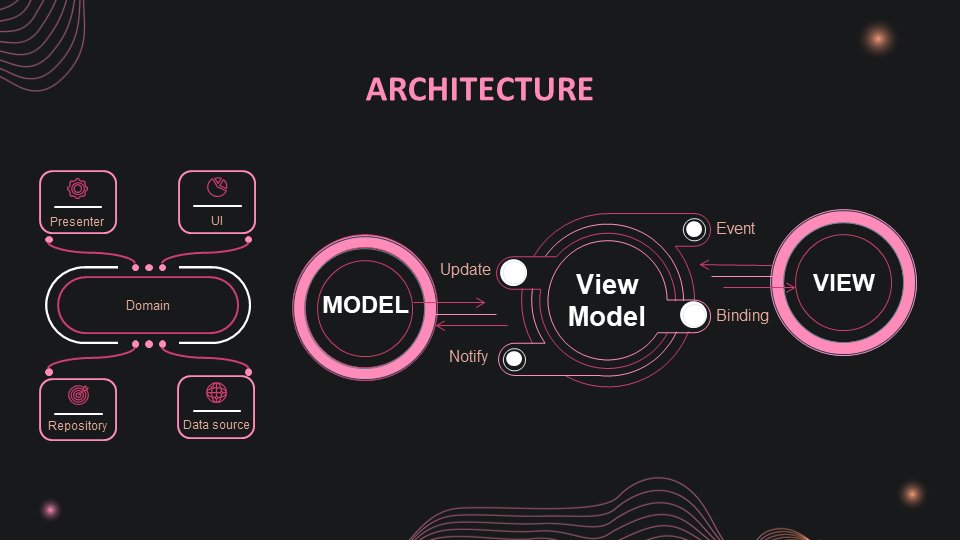 ARCHITECTURE
Presenter
UI
Domain
Repository
Data source
MODEL
Update
Notify
View
Model
Event
Binding
VIEW